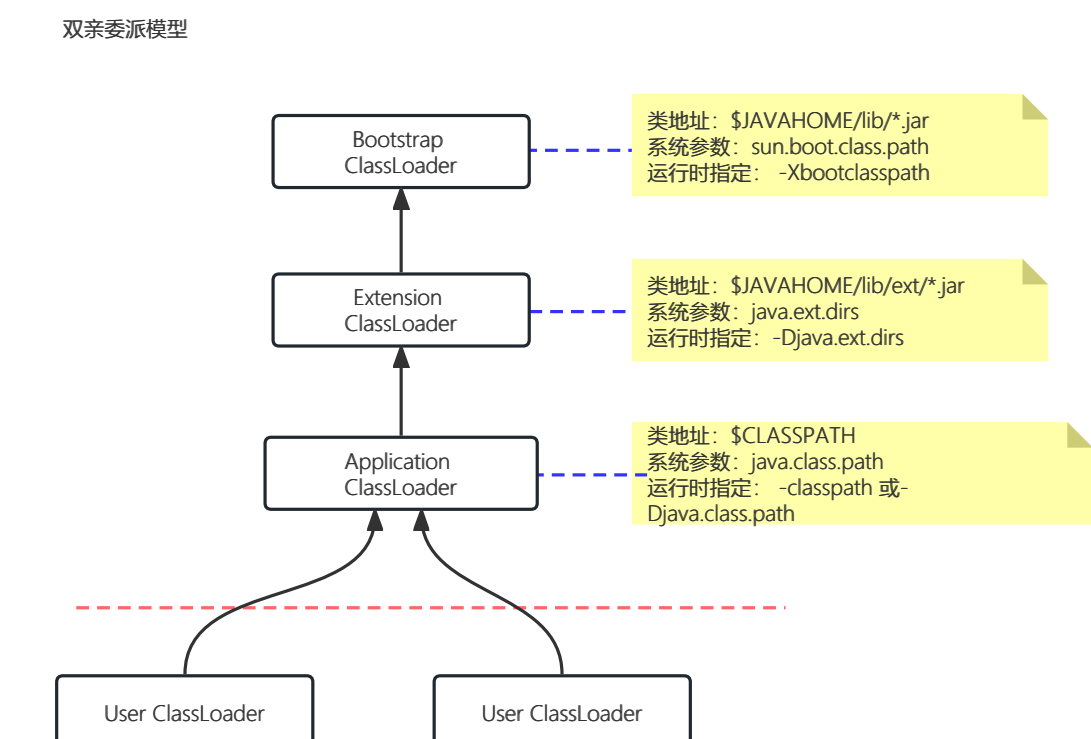 双亲委派模型
Bootstrap
ClassLoader
类地址：$JAVAHOME/lib/*.jar
系统参数：sun.boot.class.path
运行时指定： -Xbootclasspath
Extension
ClassLoader
类地址：$JAVAHOME/lib/ext/*.jar
系统参数：java.ext.dirs
运行时指定：-Djava.ext.dirs
Application
ClassLoader
类地址：$CLASSPATH
系统参数：java.class.path
运行时指定： -classpath 或-
Djava.class.path
User ClassLoader
User ClassLoader